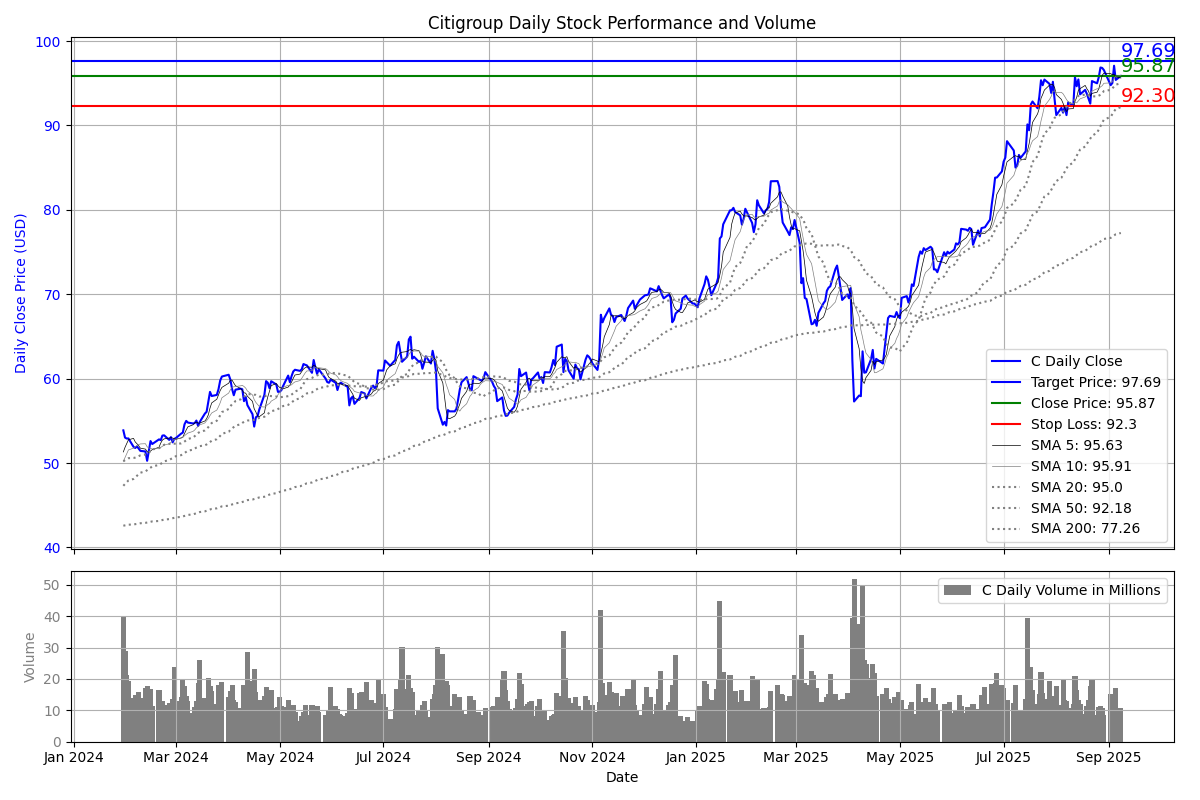 Citigroup Daily Stock Performance and Volume
100
90
80
70
60
50
40
Daily Close Price (USD)
97.69
95.87
92.30
C Daily Close
Target Price: 97.69
Close Price: 95.87
Stop Loss: 92.3
SMA 5: 95.63
SMA 10: 95.91
SMA 20: 95.0
SMA 50: 92.18
SMA 200: 77.26
50
40
30
20
10
0
Volume
C Daily Volume in Millions
Jan 2024 Mar 2024 May 2024 Jul 2024 Sep 2024 Nov 2024 Jan 2025 Mar 2025 May 2025 Jul 2025 Sep 2025
Date